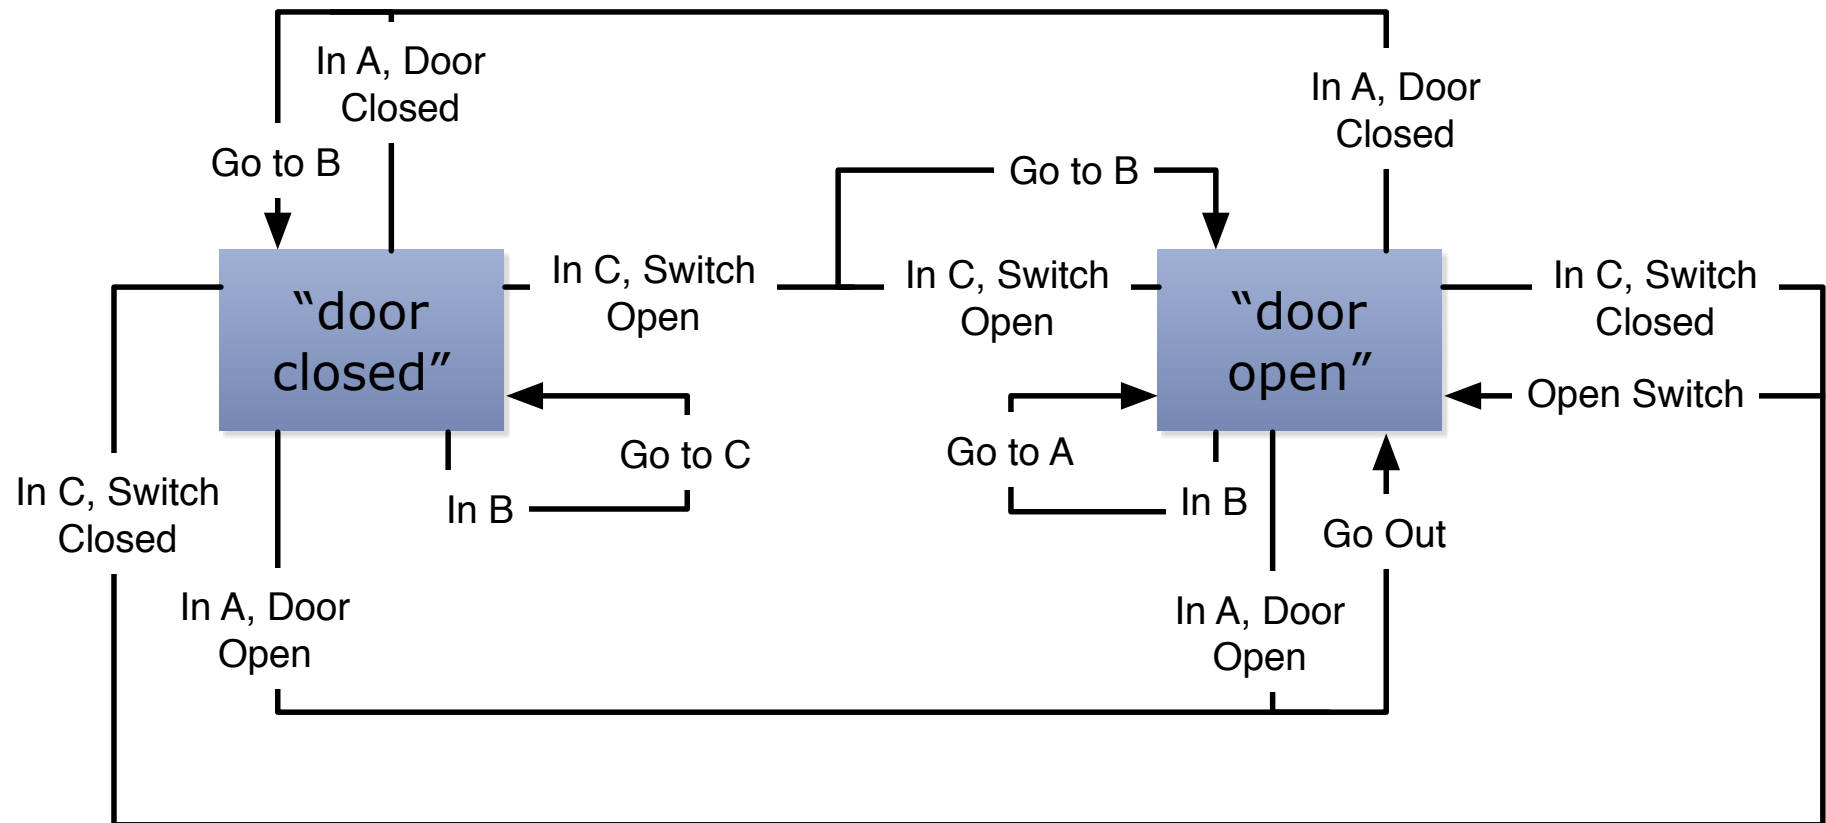 In A, Door
Closed
In A, Door
Closed
Go to B
Go to B
In C, Switch
Open
In C, Switch
Open
In C, Switch
Closed
“door
closed”
“door
open”
Open Switch
Go to C
Go to A
In C, Switch
Closed
In B
In B
Go Out
In A, Door
Open
In A, Door
Open